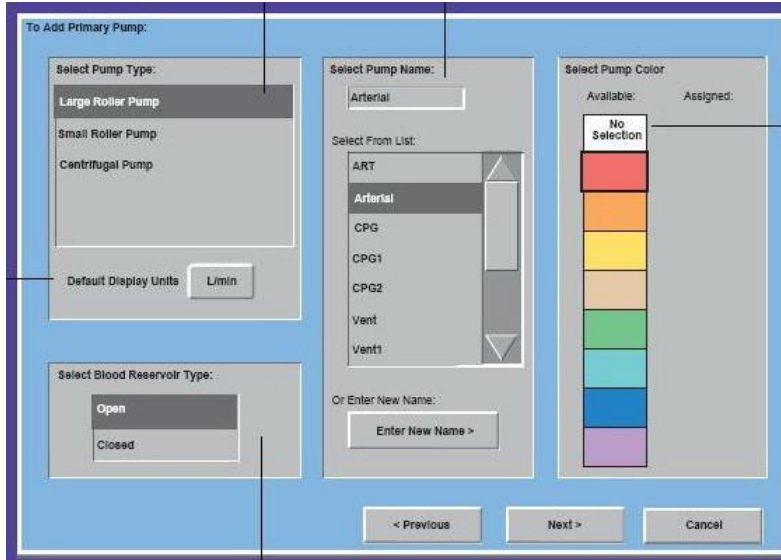 To Add Primary Pump:
Select Pump Type:
Large Roller Pump
Small Roller Pump
Centrifugal Pump
Default Display Units
L/min
Select Blood Reservoir Type:
Open
Closed
Select Pump Name:
Arterial
Select From List:
ART
Arterial
CPG
CPG1
CPG2
Vent
Vent1
Or Enter New Name:
Enter New Name >
Select Pump Color
Available:
Assigned:
No
Selection
< Previous
Next >
Cancel